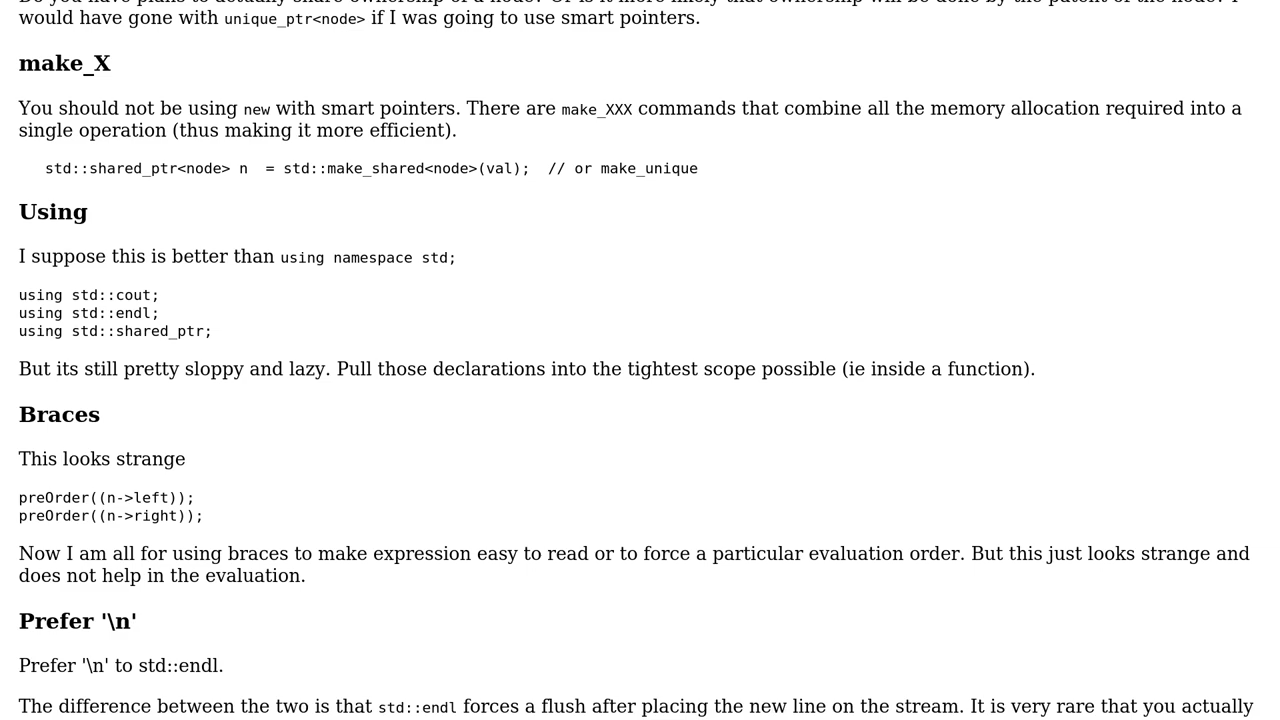 would have gone with unique_ptr<node> if I was going to use smart pointers.
make_X
You should not be using new with smart pointers. There are make_XXX commands that combine all the memory allocation required into a
single operation (thus making it more efficient).
std::shared_ptr<node> n  = std::make_shared<node>(val);  // or make_unique
Using
I suppose this is better than using namespace std;
using std::cout;
using std::endl;
using std::shared_ptr;
But its still pretty sloppy and lazy. Pull those declarations into the tightest scope possible (ie inside a function).
Braces
This looks strange
preOrder((n->left));
preOrder((n->right));
Now I am all for using braces to make expression easy to read or to force a particular evaluation order. But this just looks strange and
does not help in the evaluation.
Prefer '\n'
Prefer '\n' to std::endl.
The difference between the two is that std::endl forces a flush after placing the new line on the stream. It is very rare that you actually